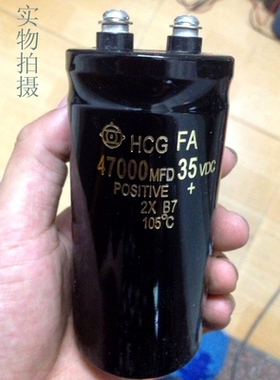 实物拍摄
HCG FA
47000MFD 35VDC
POSITIVE +
2X B7
105°C